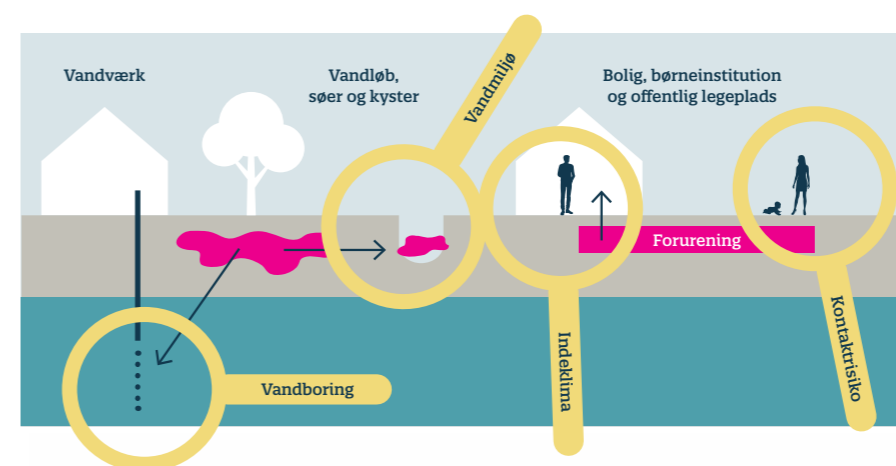 Vandværk
Vandløb,
søer og kyster
Vandmiljø
Bolig, børneinstitution
og offentlig legeplads
Forurening
Vandboring
Indeklima
Kontaktrisiko